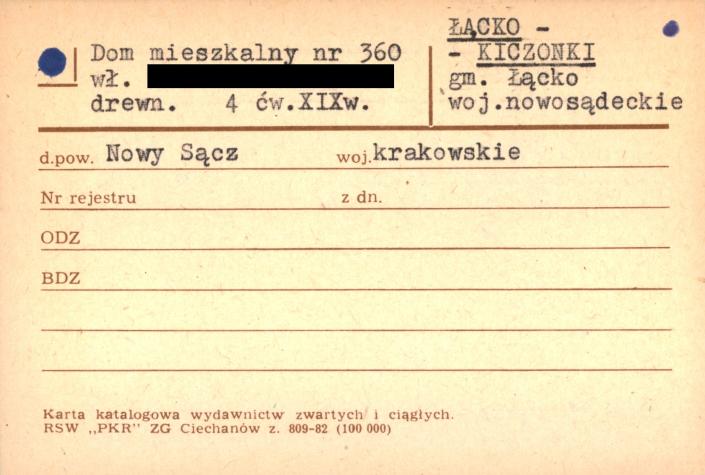 Dom mieszkalny nr 360
wł.
drewn. 4 ćw.XIXw.
ŁĄCKO -
- KICZONKI
gm. Łącko
woj.nowosądeckie
d.pow. Nowy Sącz woj.krakowskie
Nr rejestru z dn.
ODZ
BDZ
Karta katalogowa wydawnictw zwartych i ciągłych.
RSW „PKR" ZG Ciechanów z. 809-82 (100 000)